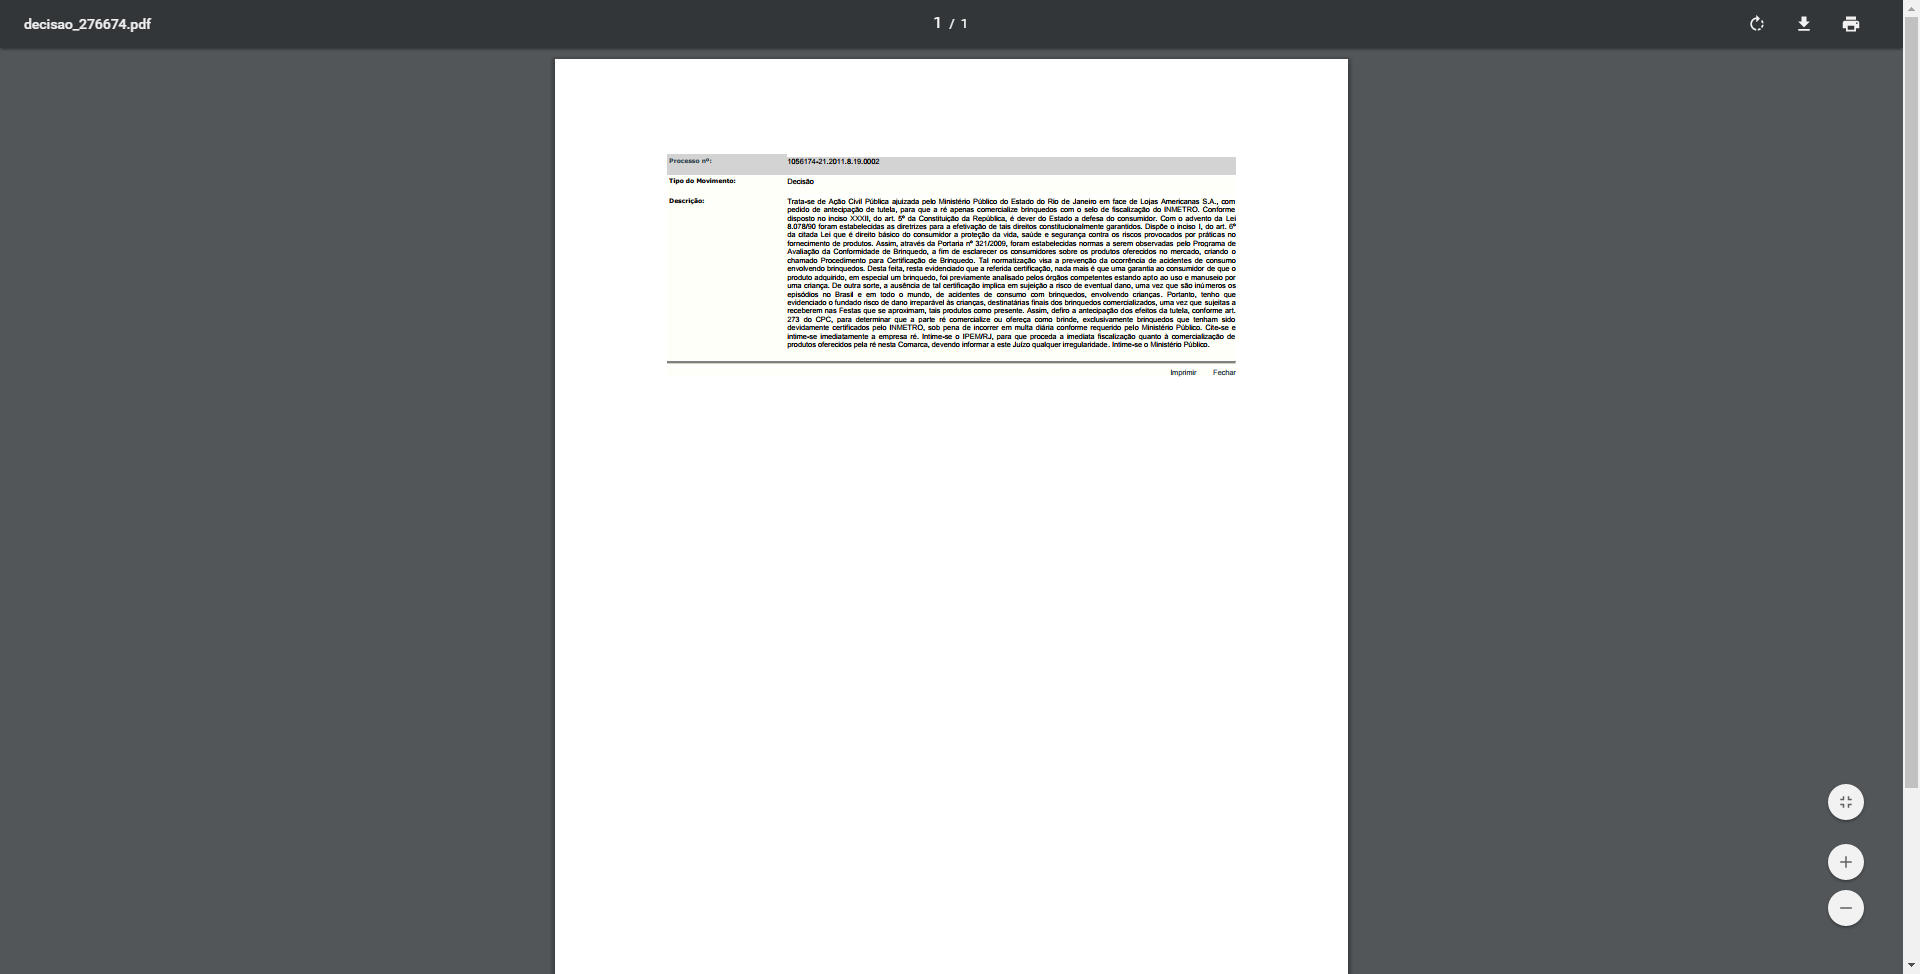 decisao_276674.pdf
1 / 1
Processo nº: 1056174-21.2011.8.19.0002
Tipo do Movimento: Decisão
Descrição: Trata-se de Ação Civil Pública ajuizada pelo Ministério Público do Estado do Rio de Janeiro em face de Lojas Americanas S.A., com
pedido de antecipação de tutela, para que a ré apenas comercialize brinquedos com o selo de fiscalização do INMETRO. Conforme
disposto no inciso XXXII, do art. 5º da Constituição da República, é dever do Estado a defesa do consumidor. Com o advento da Lei
8.078/90 foram estabelecidas as diretrizes para a efetivação de tais direitos constitucionalmente garantidos. Dispõe o inciso I, do art. 6º
da citada Lei que é direito básico do consumidor a proteção da vida, saúde e segurança contra os riscos provocados por práticas no
fornecimento de produtos. Assim, através da Portaria nº 321/2009, foram estabelecidas normas a serem observadas pelo Programa de
Avaliação da Conformidade de Brinquedo, a fim de esclarecer os consumidores sobre os produtos oferecidos no mercado, criando o
chamado Procedimento para Certificação de Brinquedo. Tal normatização visa a prevenção da ocorrência de acidentes de consumo
envolvendo brinquedos. Desta feita, resta evidenciado que a referida certificação, nada mais é que uma garantia ao consumidor de que o
produto adquirido, em especial um brinquedo, foi previamente analisado pelos órgãos competentes estando apto ao uso e manuseio por
uma criança. De outra sorte, a ausência de tal certificação implica em sujeição a risco de eventual dano, uma vez que são inúmeros os
episódios no Brasil e em todo o mundo, de acidentes de consumo com brinquedos, envolvendo crianças. Portanto, tenho que
evidenciado o fundado risco de dano irreparável às crianças, destinatárias finais dos brinquedos comercializados, uma vez que sujeitas a
receberem nas Festas que se aproximam, tais produtos como presente. Assim, defiro a antecipação dos efeitos da tutela, conforme art.
273 do CPC, para determinar que a parte ré comercialize ou ofereça como brinde, exclusivamente brinquedos que tenham sido
devidamente certificados pelo INMETRO, sob pena de incorrer em multa diária conforme requerido pelo Ministério Público. Cite-se e
intime-se imediatamente a empresa ré. Intime-se o IPEM/RJ, para que proceda a imediata fiscalização quanto à comercialização de
produtos oferecidos pela ré nesta Comarca, devendo informar a este Juízo qualquer irregularidade. Intime-se o Ministério Público.
Imprimir Fechar